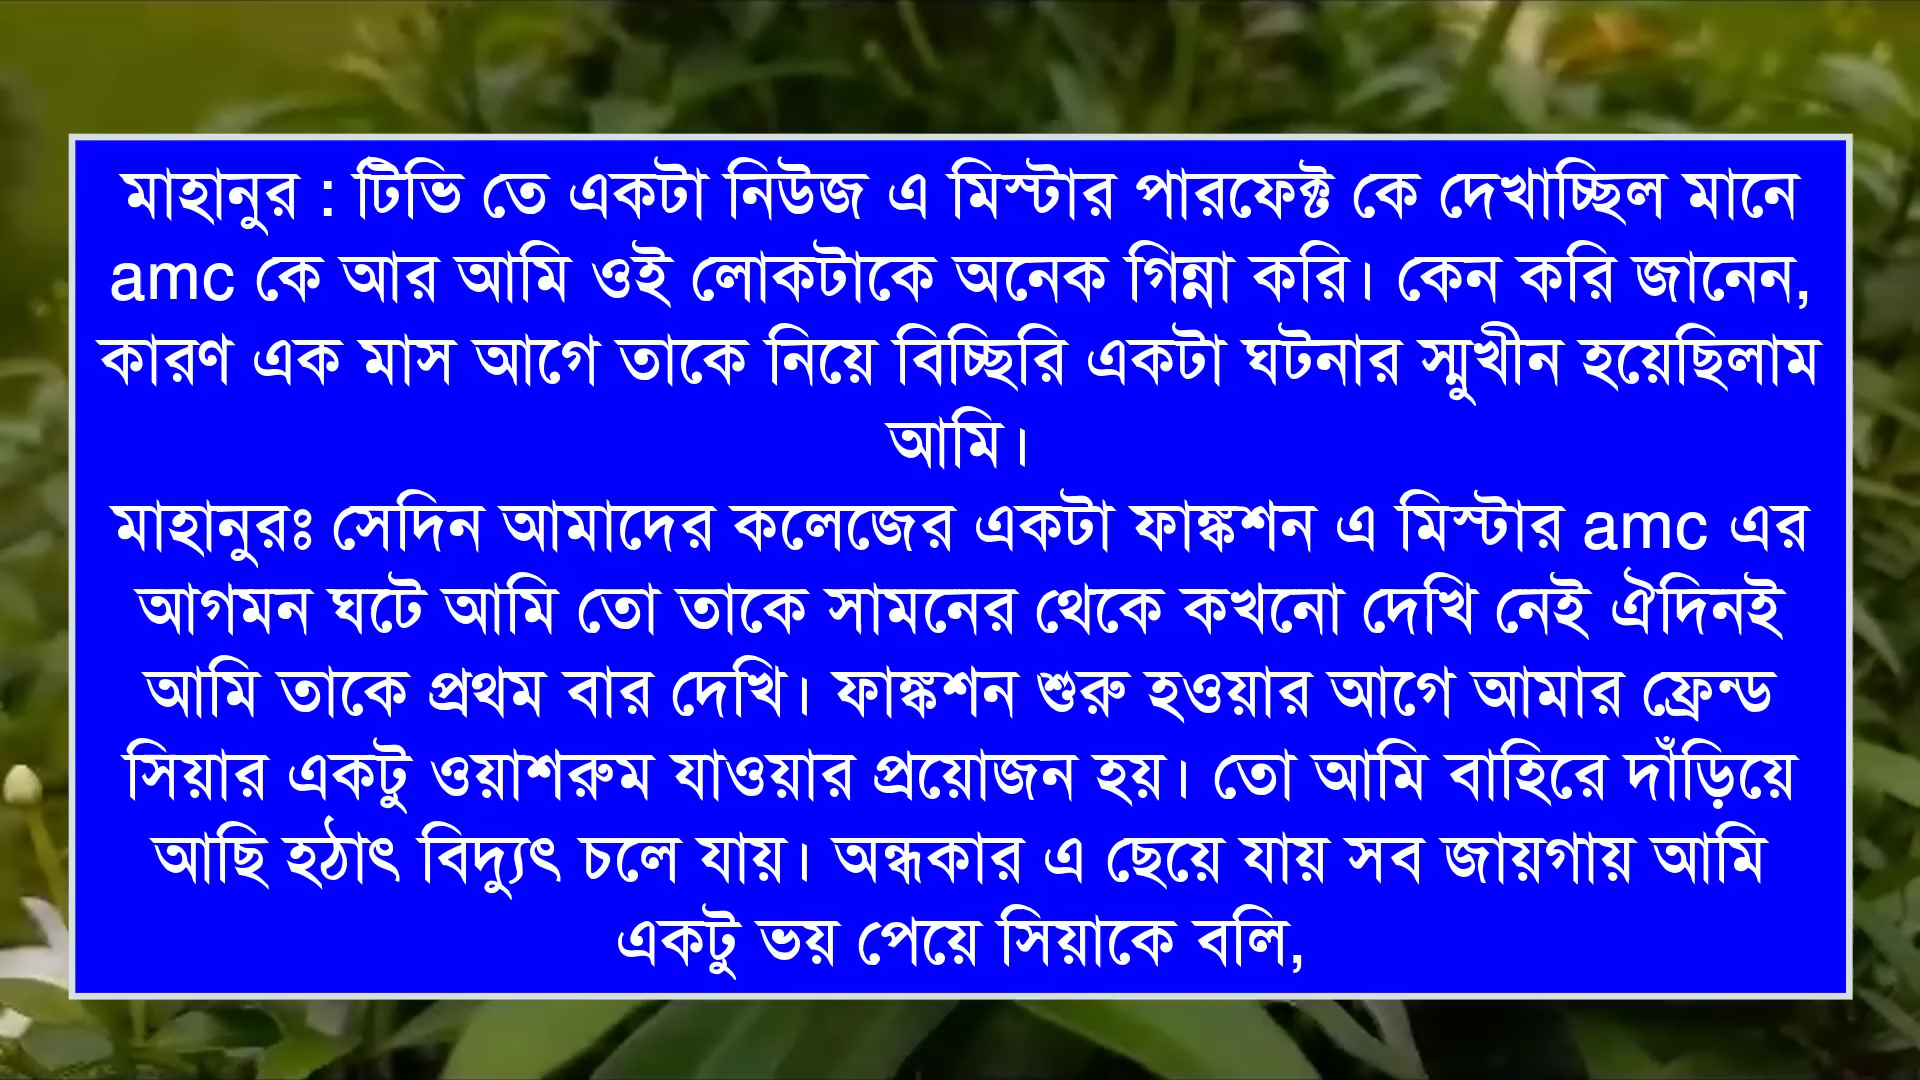 মাহানুর : টিভি তে একটা নিউজ এ মিস্টার পারফেক্ট কে দেখাচ্ছিল মানে
amc কে আর আমি ওই লোকটাকে অনেক গিন্না করি। কেন করি জানেন,
কারণ এক মাস আগে তাকে নিয়ে বিচ্ছিরি একটা ঘটনার স্মুখীন হয়েছিলাম
আমি।
মাহানুরঃ সেদিন আমাদের কলেজের একটা ফাঙ্কশন এ মিস্টার amc এর
আগমন ঘটে আমি তো তাকে সামনের থেকে কখনো দেখি নেই ঐদিনই
আমি তাকে প্রথম বার দেখি। ফাঙ্কশন শুরু হওয়ার আগে আমার ফ্রেন্ড
সিয়ার একটু ওয়াশরুম যাওয়ার প্রয়োজন হয়। তো আমি বাহিরে দাঁড়িয়ে
আছি হঠাৎ বিদ্যুৎ চলে যায়। অন্ধকার এ ছেয়ে যায় সব জায়গায় আমি
একটু ভয় পেয়ে সিয়াকে বলি,